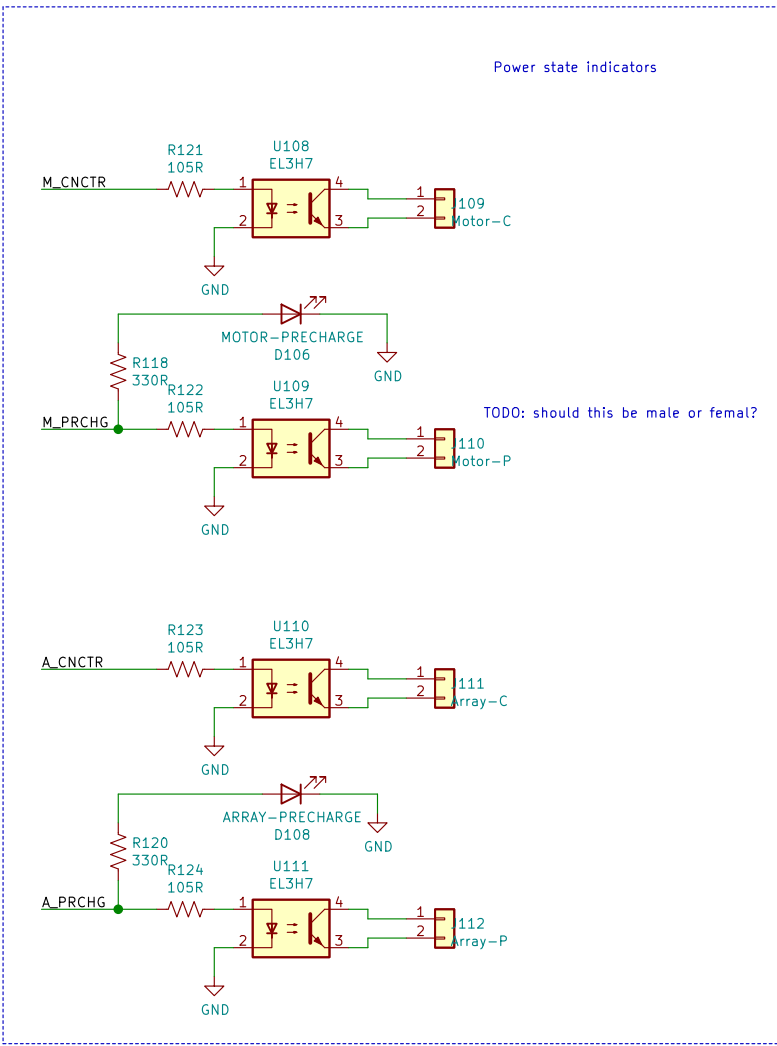 Power state indicators
R121
105R
U108
EL3H7
M_CNCTR
1
2
4
3
1
2
J109
Motor-C
GND
MOTOR-PRECHARGE
D106
GND
R118
330R
R122
105R
U109
EL3H7
M_PRCHG
1
2
4
3
1
2
J110
Motor-P
TODO: should this be male or femal?
GND
R123
105R
U110
EL3H7
A_CNCTR
1
2
4
3
1
2
J111
Array-C
GND
ARRAY-PRECHARGE
D108
GND
R120
330R
R124
105R
U111
EL3H7
A_PRCHG
1
2
4
3
1
2
J112
Array-P
GND